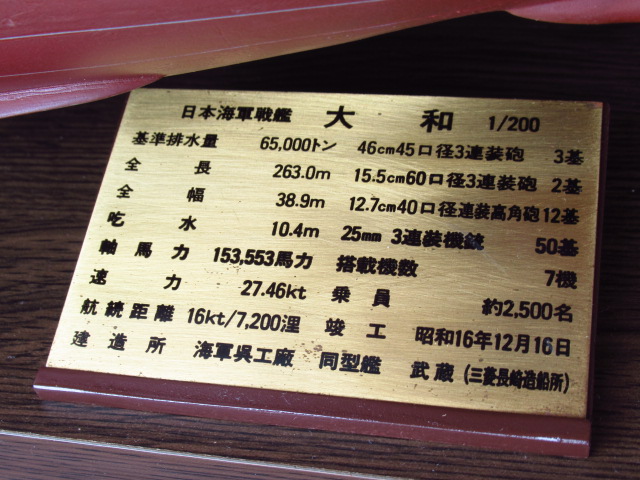 日本海軍戦艦 大和 1/200
基準排水量 65,000トン 46cm45口径3連装砲 3基
全長 263.0m 15.5cm60口径3連装砲 2基
全幅 38.9m 12.7cm40口径連装高角砲12基
吃水 10.4m 25mm 3連装機銃 50基
軸馬力 153,553馬力 搭載機数 7機
速力 27.46kt 乗員 約2,500名
航続距離 16kt/7,200浬 竣工 昭和16年12月16日
建造所 海軍呉工廠 同型艦 武蔵(三菱長崎造船所)